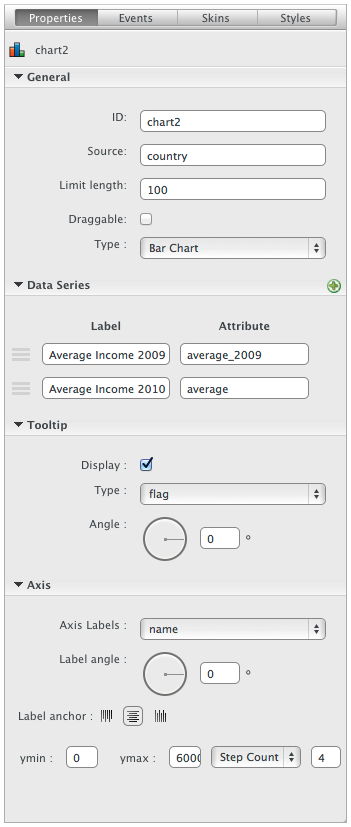 Properties Events Skins Styles
chart2
General
ID: chart2
Source: country
Limit length: 100
Draggable:
Type : Bar Chart
Data Series
Label Attribute
Average Income 2009 average_2009
Average Income 2010 average
Tooltip
Display :
Type : flag
Angle : 0 °
Axis
Axis Labels : name
Label angle : 0 °
Label anchor :
ymin : 0 ymax : Step Count 4